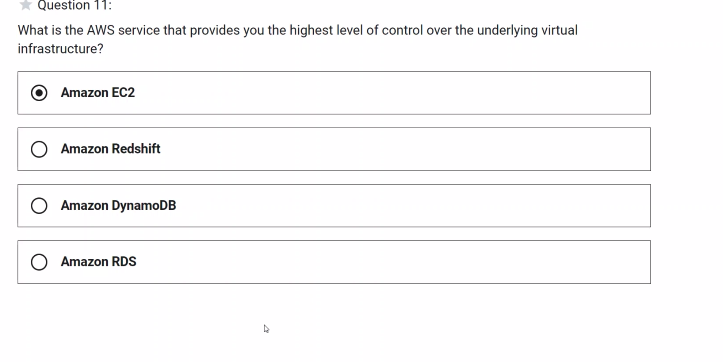 Question 11:
What is the AWS service that provides you the highest level of control over the underlying virtual
infrastructure?
Amazon EC2
Amazon Redshift
Amazon DynamoDB
Amazon RDS